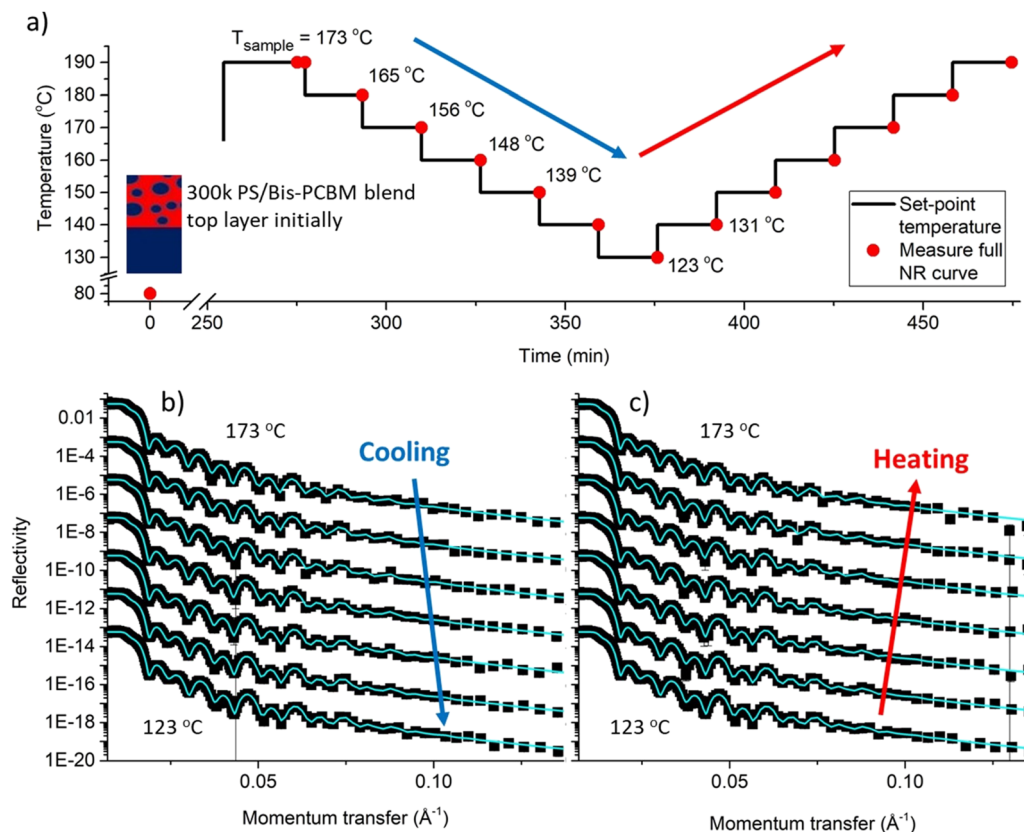 a)
T_sample = 173 °C
165 °C
156 °C
148 °C
139 °C
131 °C
123 °C
300k PS/Bis-PCBM blend
top layer initially
Set-point
temperature
Measure full
NR curve
Temperature (°C)
190
180
170
160
150
140
130
80
0
250
300
350
400
450
Time (min)
b)
173 °C
Cooling
123 °C
Reflectivity
0.01
1E-4
1E-6
1E-8
1E-10
1E-12
1E-14
1E-16
1E-18
1E-20
0.05
0.10
Momentum transfer (Å⁻¹)
c)
173 °C
Heating
123 °C
0.05
0.10
Momentum transfer (Å⁻¹)